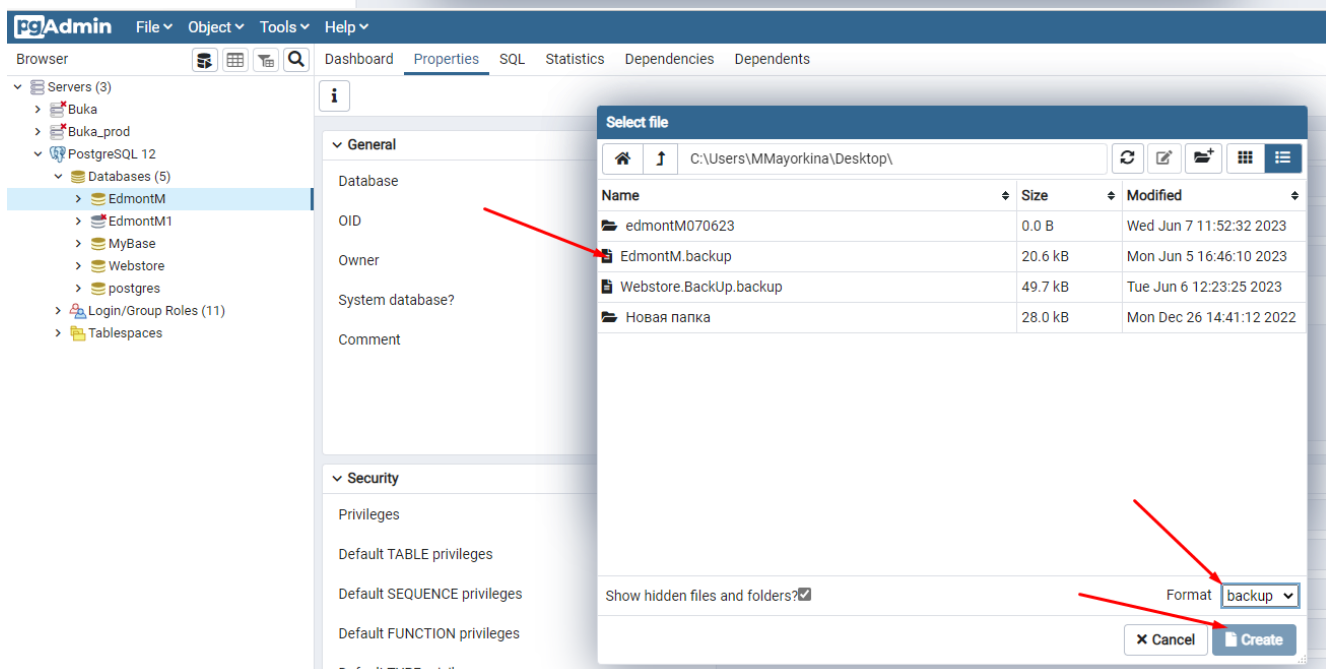 pgAdmin File Object Tools Help
Browser
Dashboard Properties SQL Statistics Dependencies Dependents
Servers (3)
Buka
Buka_prod
PostgreSQL 12
Databases (5)
EdmontM
EdmontM1
MyBase
Webstore
postgres
Login/Group Roles (11)
Tablespaces
i
General
Database
OID
Owner
System database?
Comment
Security
Privileges
Default TABLE privileges
Default SEQUENCE privileges
Default FUNCTION privileges
Select file
C:\Users\MMayorkina\Desktop\
Name Size Modified
edmontM070623 0.0 B Wed Jun 7 11:52:32 2023
EdmontM.backup 20.6 kB Mon Jun 5 16:46:10 2023
Webstore.BackUp.backup 49.7 kB Tue Jun 6 12:23:25 2023
Новая папка 28.0 kB Mon Dec 26 14:41:12 2022
Show hidden files and folders? Format backup
Cancel Create